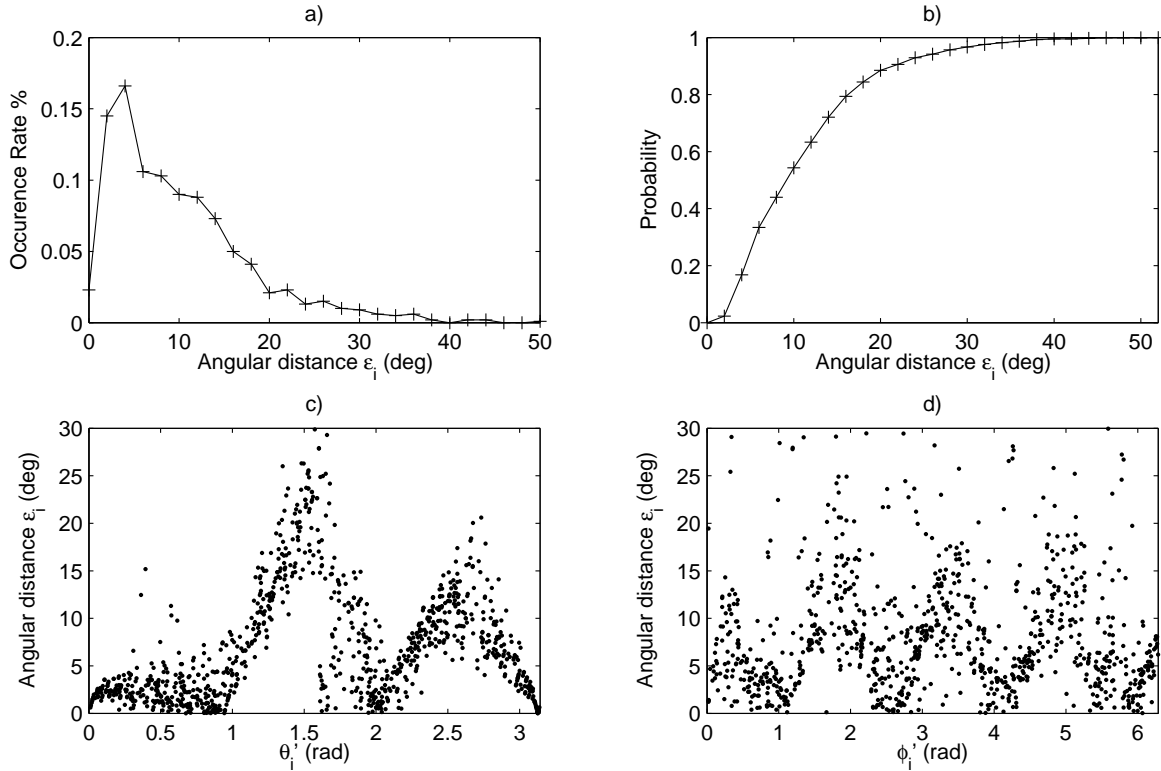 a)
0.2
0.15
0.1
0.05
0
Occurence Rate %
0 10 20 30 40 50
Angular distance ε_i (deg)
b)
1
0.8
0.6
0.4
0.2
0
Probability
0 10 20 30 40 50
Angular distance ε_i (deg)
c)
30
25
20
15
10
5
0
Angular distance ε_i (deg)
0 0.5 1 1.5 2 2.5 3
θ_i' (rad)
d)
30
25
20
15
10
5
0
Angular distance ε_i (deg)
0 1 2 3 4 5 6
ϕ_i' (rad)